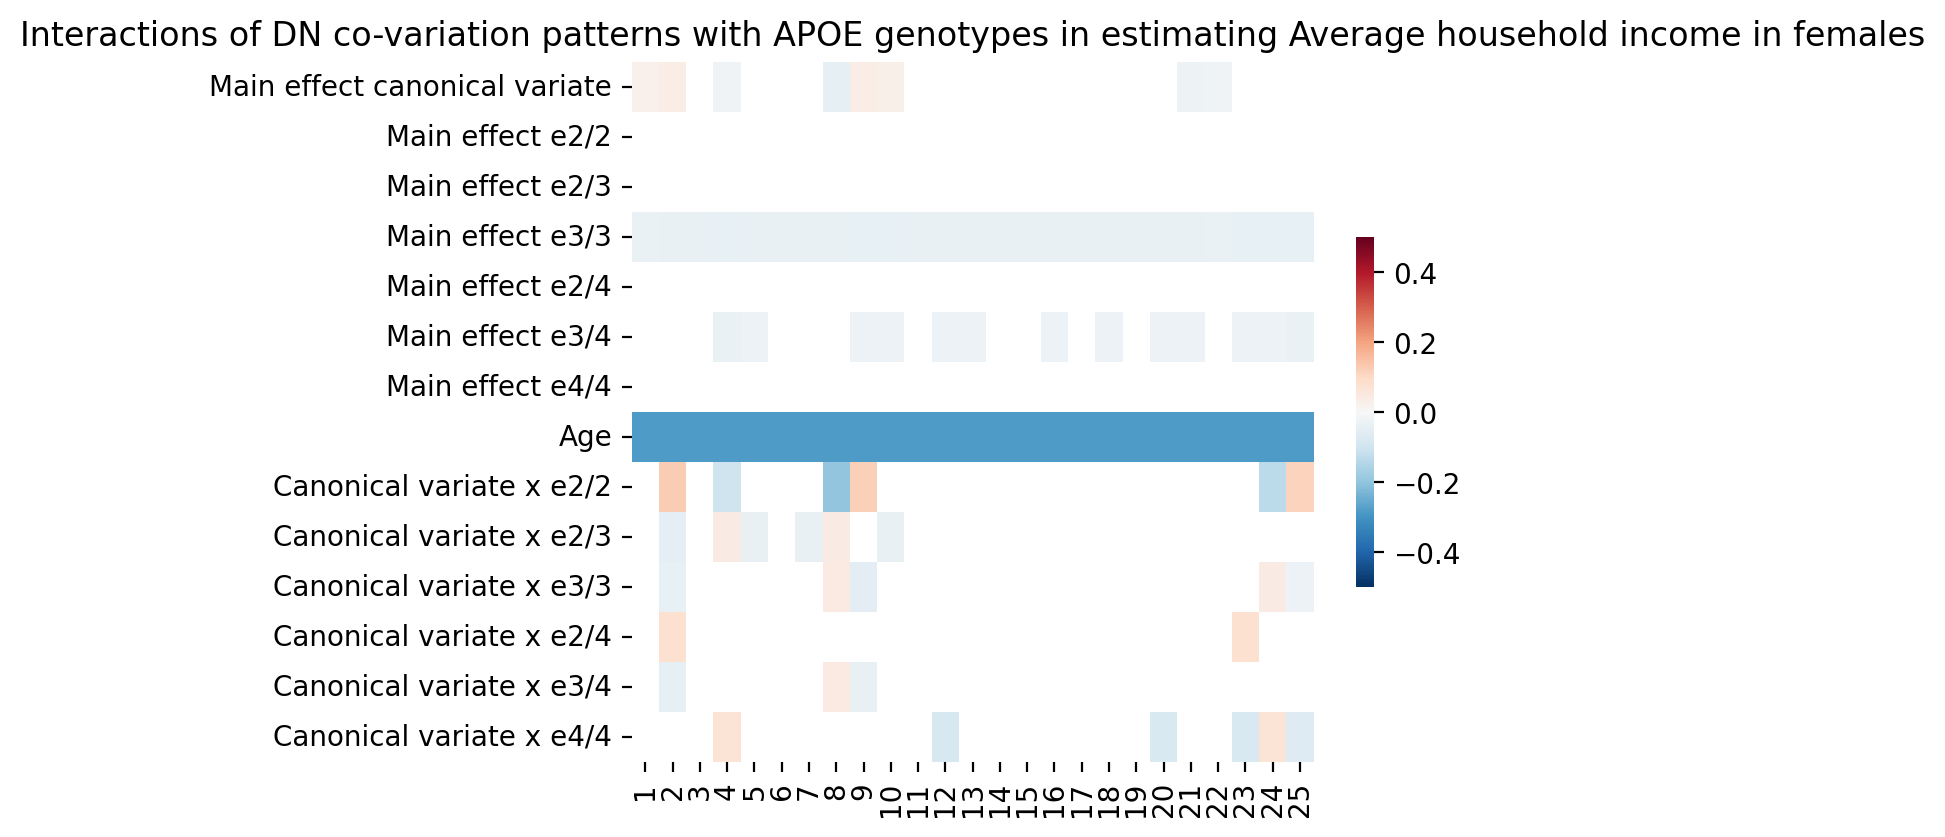 Interactions of DN co-variation patterns with APOE genotypes in estimating Average household income in females
Main effect canonical variate
Main effect e2/2
Main effect e2/3
Main effect e3/3
Main effect e2/4
Main effect e3/4
Main effect e4/4
Age
Canonical variate x e2/2
Canonical variate x e2/3
Canonical variate x e3/3
Canonical variate x e2/4
Canonical variate x e3/4
Canonical variate x e4/4
1 2 3 4 5 6 7 8 9 10 11 12 13 14 15 16 17 18 19 20 21 22 23 24 25
0.4
0.2
0.0
−0.2
−0.4